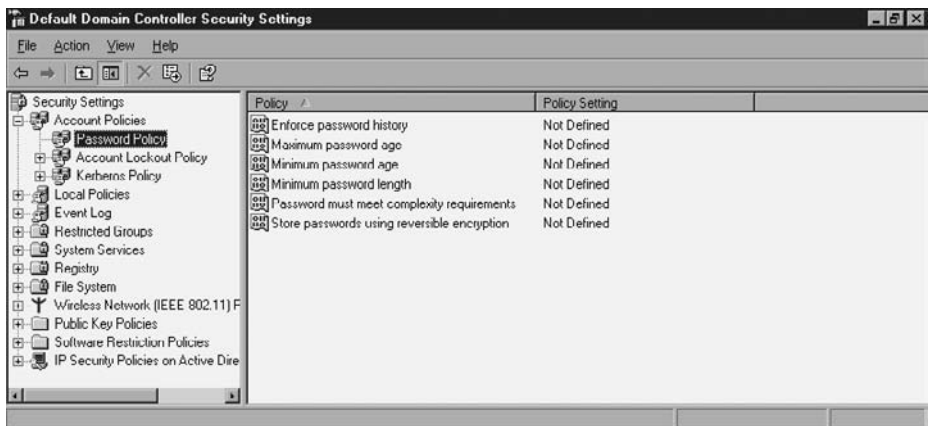 Default Domain Controller Security Settings
File Action View Help
Security Settings
Account Policies
Password Policy
Account Lockout Policy
Kerberos Policy
Local Policies
Event Log
Restricted Groups
System Services
Registry
File System
Wireless Network (IEEE 802.11) F
Public Key Policies
Software Restriction Policies
IP Security Policies on Active Dire
Policy Policy Setting
Enforce password history Not Defined
Maximum password age Not Defined
Minimum password age Not Defined
Minimum password length Not Defined
Password must meet complexity requirements Not Defined
Store passwords using reversible encryption Not Defined